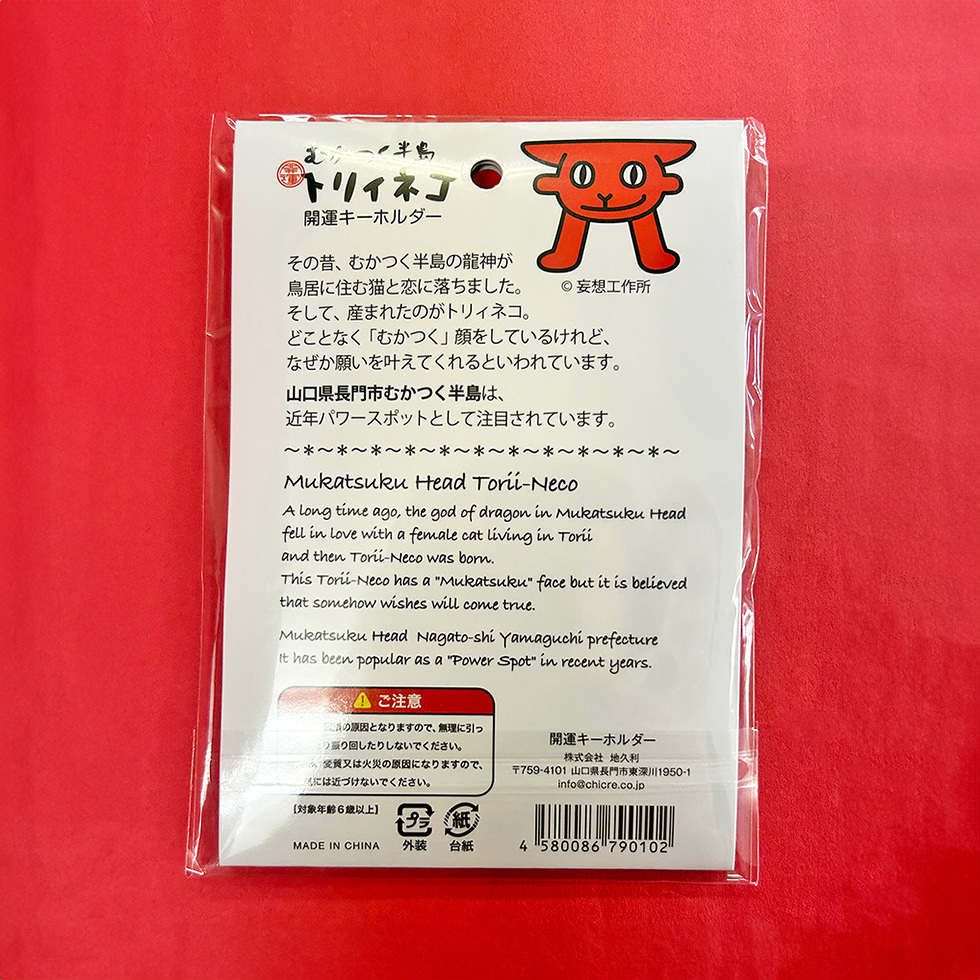 むかつく半島
トリィネコ
開運キーホルダー
© 妄想工作所
その昔、むかつく半島の龍神が
鳥居に住む猫と恋に落ちました。
そして、産まれたのがトリィネコ。
どことなく「むかつく」顔をしているけれど、
なぜか願いを叶えてくれるといわれています。
山口県長門市むかつく半島は、
近年パワースポットとして注目されています。
～＊～＊～＊～＊～＊～＊～＊～＊～＊～＊～＊～
Mukatsuku Head Torii-Neco
A long time ago, the god of dragon in Mukatsuku Head
fell in love with a female cat living in Torii
and then Torii-Neco was born.
This Torii-Neco has a "Mukatsuku" face but it is believed
that somehow wishes will come true.
Mukatsuku Head Nagato-shi Yamaguchi prefecture
It has been popular as a "Power Spot" in recent years.
ご注意
の原因となりますので、無理に引っ
振り回したりしないでください。
変質又は火災の原因になりますので、
には近づけないでください。
【対象年齢6歳以上】
MADE IN CHINA
プラ
外装
紙
台紙
開運キーホルダー
株式会社 地久利
〒759-4101 山口県長門市東深川1950-1
info@chicre.co.jp
4 580086 790102